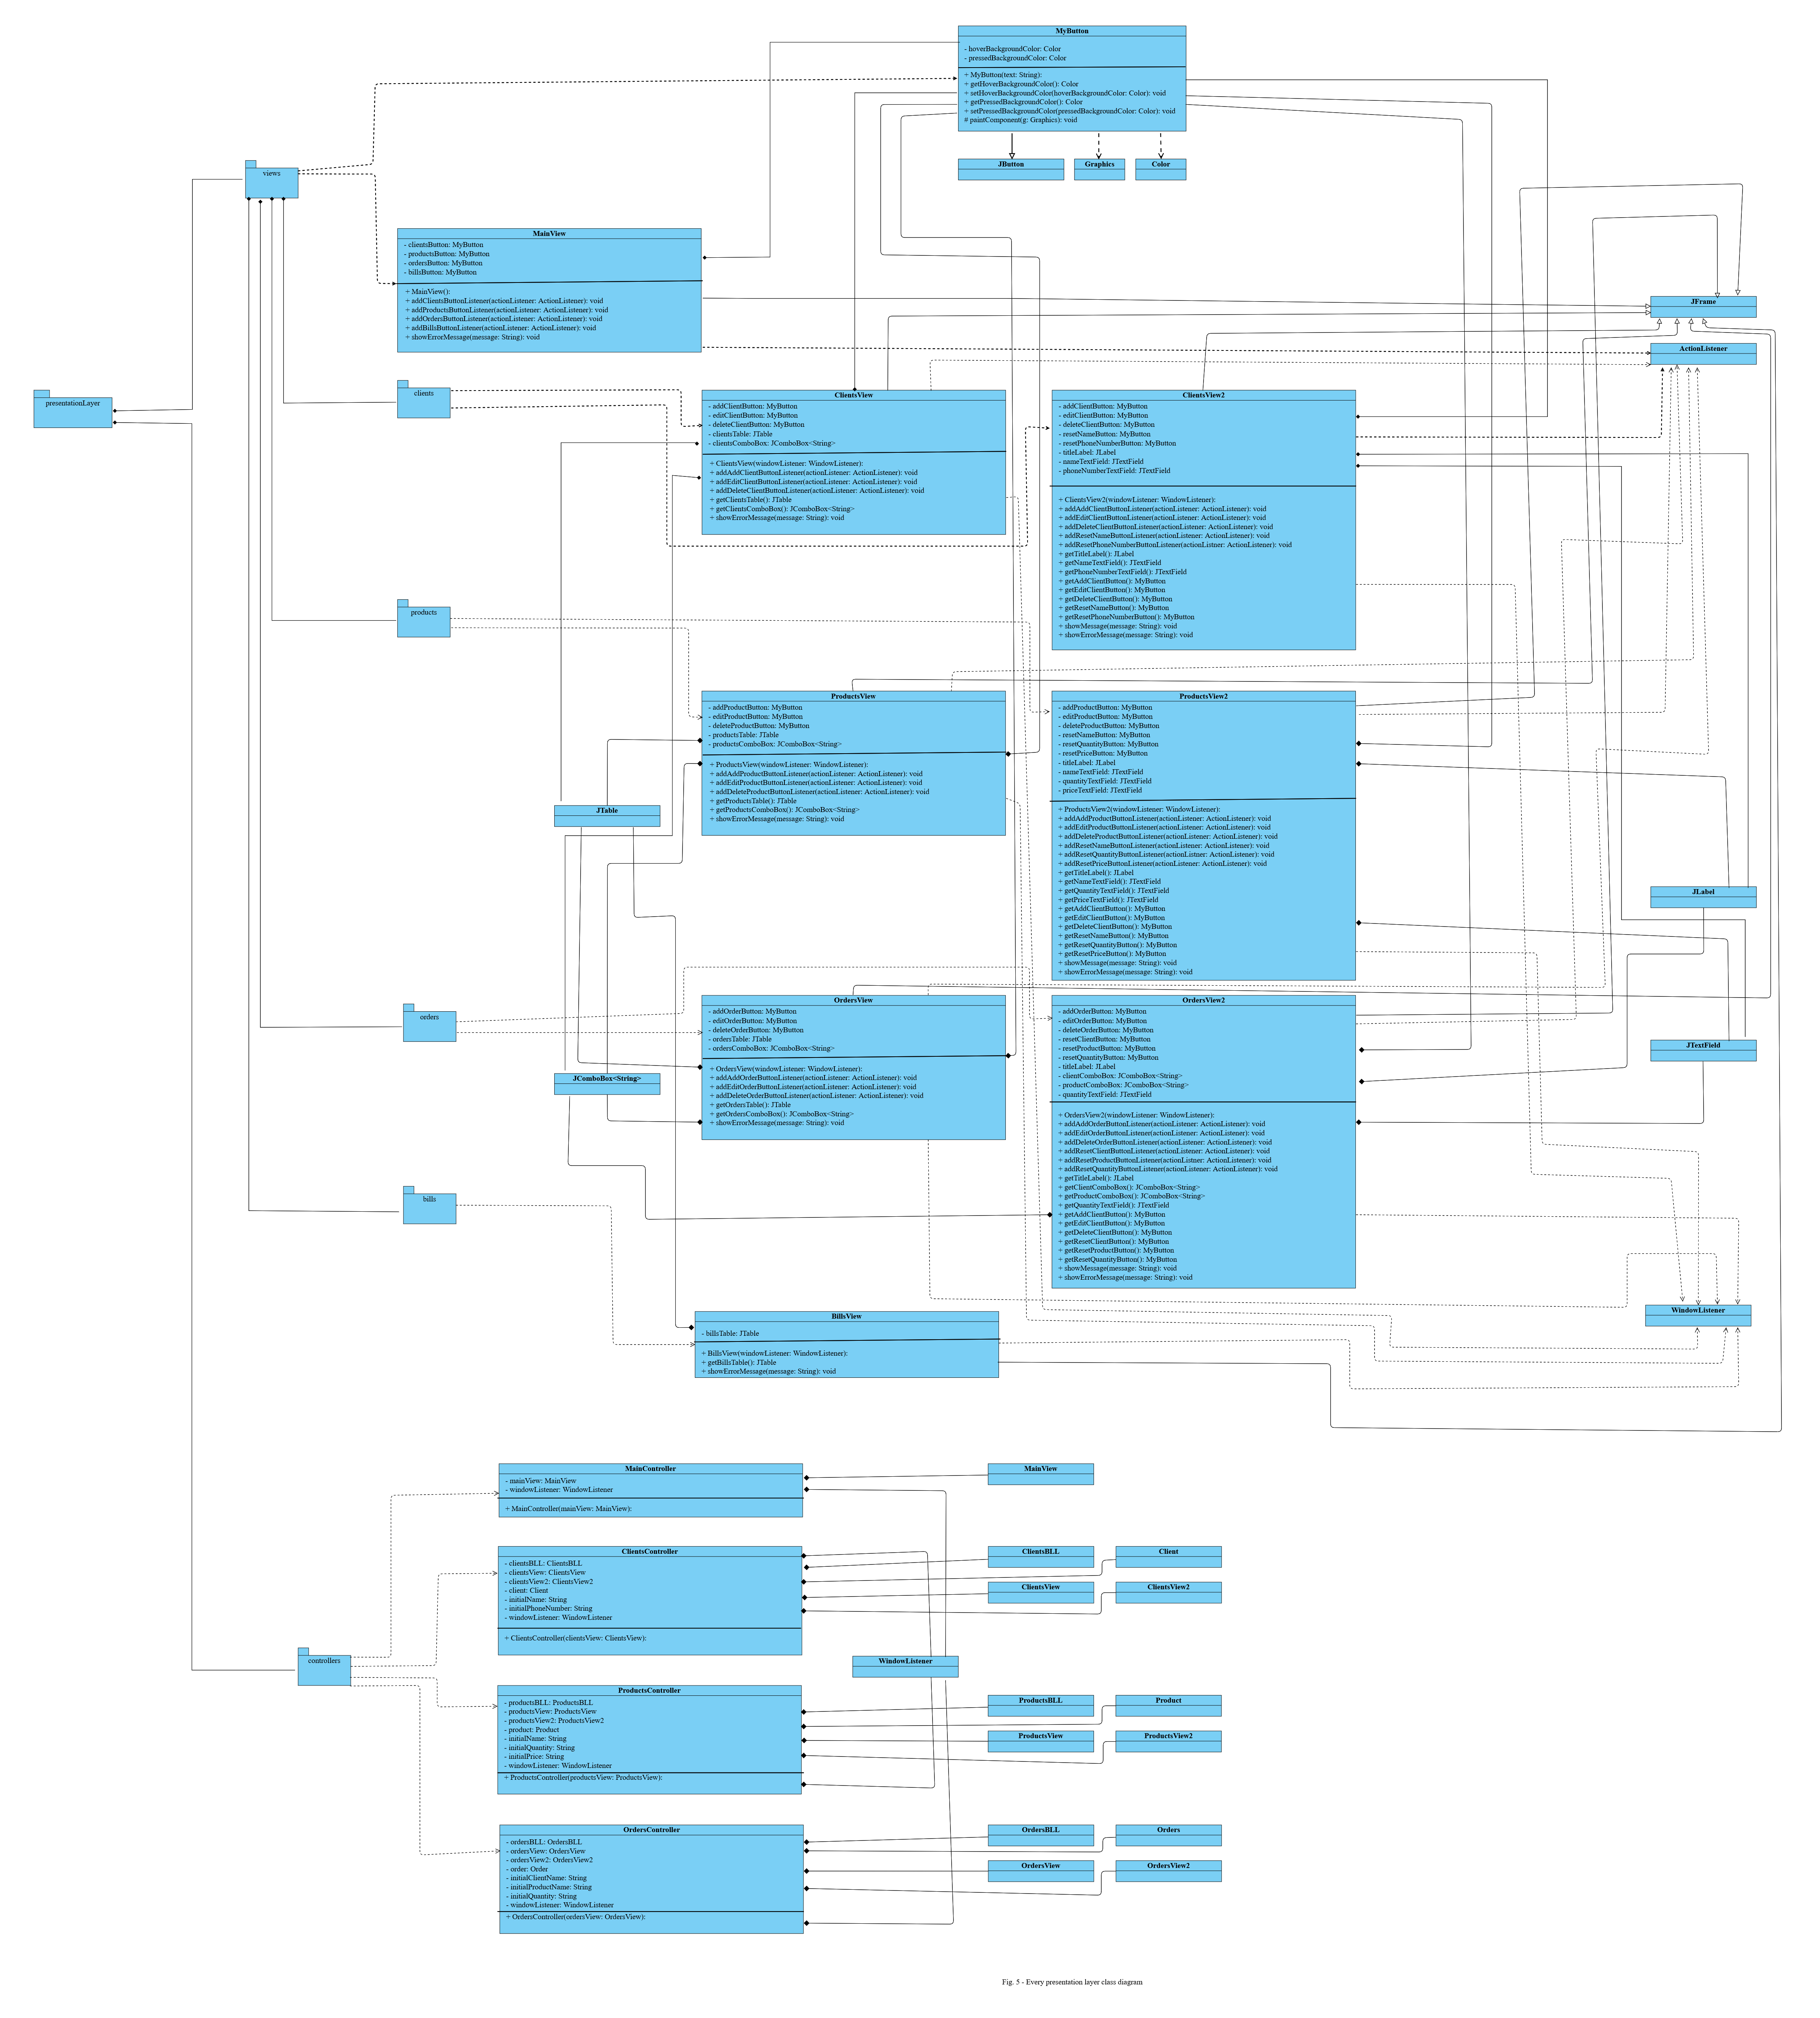 MyButton
- hoverBackgroundColor: Color
- pressedBackgroundColor: Color
+ MyButton(text: String):
+ getHoverBackgroundColor(): Color
+ setHoverBackgroundColor(hoverBackgroundColor: Color): void
+ getPressedBackgroundColor(): Color
+ setPressedBackgroundColor(pressedBackgroundColor: Color): void
# paintComponent(g: Graphics): void
JButton
Graphics
Color
views
MainView
- clientsButton: MyButton
- productsButton: MyButton
- ordersButton: MyButton
- billsButton: MyButton
+ MainView():
+ addClientsButtonListener(actionListener: ActionListener): void
+ addProductsButtonListener(actionListener: ActionListener): void
+ addOrdersButtonListener(actionListener: ActionListener): void
+ addBillsButtonListener(actionListener: ActionListener): void
+ showErrorMessage(message: String): void
JFrame
ActionListener
presentationLayer
clients
ClientsView
- addClientButton: MyButton
- editClientButton: MyButton
- deleteClientButton: MyButton
- clientsTable: JTable
- clientsComboBox: JComboBox<String>
+ ClientsView(windowListener: WindowListener):
+ addAddClientButtonListener(actionListener: ActionListener): void
+ addEditClientButtonListener(actionListener: ActionListener): void
+ addDeleteClientButtonListener(actionListener: ActionListener): void
+ getClientsTable(): JTable
+ getClientsComboBox(): JComboBox<String>
+ showErrorMessage(message: String): void
ClientsView2
- addClientButton: MyButton
- editClientButton: MyButton
- deleteClientButton: MyButton
- resetNameButton: MyButton
- resetPhoneNumberButton: MyButton
- titleLabel: JLabel
- nameTextField: JTextField
- phoneNumberTextField: JTextField
+ ClientsView2(windowListener: WindowListener):
+ addAddClientButtonListener(actionListener: ActionListener): void
+ addEditClientButtonListener(actionListener: ActionListener): void
+ addDeleteClientButtonListener(actionListener: ActionListener): void
+ addResetNameButtonListener(actionListener: ActionListener): void
+ addResetPhoneNumberButtonListener(actionListner: ActionListener): void
+ getTitleLabel(): JLabel
+ getNameTextField(): JTextField
+ getPhoneNumberTextField(): JTextField
+ getAddClientButton(): MyButton
+ getEditClientButton(): MyButton
+ getDeleteClientButton(): MyButton
+ getResetNameButton(): MyButton
+ getResetPhoneNumberButton(): MyButton
+ showMessage(message: String): void
+ showErrorMessage(message: String): void
products
ProductsView
- addProductButton: MyButton
- editProductButton: MyButton
- deleteProductButton: MyButton
- productsTable: JTable
- productsComboBox: JComboBox<String>
+ ProductsView(windowListener: WindowListener):
+ addAddProductButtonListener(actionListener: ActionListener): void
+ addEditProductButtonListener(actionListener: ActionListener): void
+ addDeleteProductButtonListener(actionListener: ActionListener): void
+ getProductsTable(): JTable
+ getProductsComboBox(): JComboBox<String>
+ showErrorMessage(message: String): void
ProductsView2
- addProductButton: MyButton
- editProductButton: MyButton
- deleteProductButton: MyButton
- resetNameButton: MyButton
- resetQuantityButton: MyButton
- resetPriceButton: MyButton
- titleLabel: JLabel
- nameTextField: JTextField
- quantityTextField: JTextField
- priceTextField: JTextField
+ ProductsView2(windowListener: WindowListener):
+ addAddProductButtonListener(actionListener: ActionListener): void
+ addEditProductButtonListener(actionListener: ActionListener): void
+ addDeleteProductButtonListener(actionListener: ActionListener): void
+ addResetNameButtonListener(actionListener: ActionListener): void
+ addResetQuantityButtonListener(actionListner: ActionListener): void
+ addResetPriceButtonListener(actionListener: ActionListener): void
+ getTitleLabel(): JLabel
+ getNameTextField(): JTextField
+ getQuantityTextField(): JTextField
+ getPriceTextField(): JTextField
+ getAddClientButton(): MyButton
+ getEditClientButton(): MyButton
+ getDeleteClientButton(): MyButton
+ getResetNameButton(): MyButton
+ getResetQuantityButton(): MyButton
+ getResetPriceButton(): MyButton
+ showMessage(message: String): void
+ showErrorMessage(message: String): void
JTable
JLabel
orders
OrdersView
- addOrderButton: MyButton
- editOrderButton: MyButton
- deleteOrderButton: MyButton
- ordersTable: JTable
- ordersComboBox: JComboBox<String>
+ OrdersView(windowListener: WindowListener):
+ addAddOrderButtonListener(actionListener: ActionListener): void
+ addEditOrderButtonListener(actionListener: ActionListener): void
+ addDeleteOrderButtonListener(actionListener: ActionListener): void
+ getOrdersTable(): JTable
+ getOrdersComboBox(): JComboBox<String>
+ showErrorMessage(message: String): void
OrdersView2
- addOrderButton: MyButton
- editOrderButton: MyButton
- deleteOrderButton: MyButton
- resetClientButton: MyButton
- resetProductButton: MyButton
- resetQuantityButton: MyButton
- titleLabel: JLabel
- clientComboBox: JComboBox<String>
- productComboBox: JComboBox<String>
- quantityTextField: JTextField
+ OrdersView2(windowListener: WindowListener):
+ addAddOrderButtonListener(actionListener: ActionListener): void
+ addEditOrderButtonListener(actionListener: ActionListener): void
+ addDeleteOrderButtonListener(actionListener: ActionListener): void
+ addResetClientButtonListener(actionListener: ActionListener): void
+ addResetProductButtonListener(actionListner: ActionListener): void
+ addResetQuantityButtonListener(actionListener: ActionListener): void
+ getTitleLabel(): JLabel
+ getClientComboBox(): JComboBox<String>
+ getProductComboBox(): JComboBox<String>
+ getQuantityTextField(): JTextField
+ getAddClientButton(): MyButton
+ getEditClientButton(): MyButton
+ getDeleteClientButton(): MyButton
+ getResetClientButton(): MyButton
+ getResetProductButton(): MyButton
+ getResetQuantityButton(): MyButton
+ showMessage(message: String): void
+ showErrorMessage(message: String): void
JTextField
JComboBox<String>
bills
BillsView
- billsTable: JTable
+ BillsView(windowListener: WindowListener):
+ getBillsTable(): JTable
+ showErrorMessage(message: String): void
WindowListener
MainController
- mainView: MainView
- windowListener: WindowListener
+ MainController(mainView: MainView):
MainView
ClientsController
- clientsBLL: ClientsBLL
- clientsView: ClientsView
- clientsView2: ClientsView2
- client: Client
- initialName: String
- initialPhoneNumber: String
- windowListener: WindowListener
+ ClientsController(clientsView: ClientsView):
ClientsBLL
Client
ClientsView
ClientsView2
controllers
WindowListener
ProductsController
- productsBLL: ProductsBLL
- productsView: ProductsView
- productsView2: ProductsView2
- product: Product
- initialName: String
- initialQuantity: String
- initialPrice: String
- windowListener: WindowListener
+ ProductsController(productsView: ProductsView):
ProductsBLL
Product
ProductsView
ProductsView2
OrdersController
- ordersBLL: OrdersBLL
- ordersView: OrdersView
- ordersView2: OrdersView2
- order: Order
- initialClientName: String
- initialProductName: String
- initialQuantity: String
- windowListener: WindowListener
+ OrdersController(ordersView: OrdersView):
OrdersBLL
Orders
OrdersView
OrdersView2
Fig. 5 - Every presentation layer class diagram